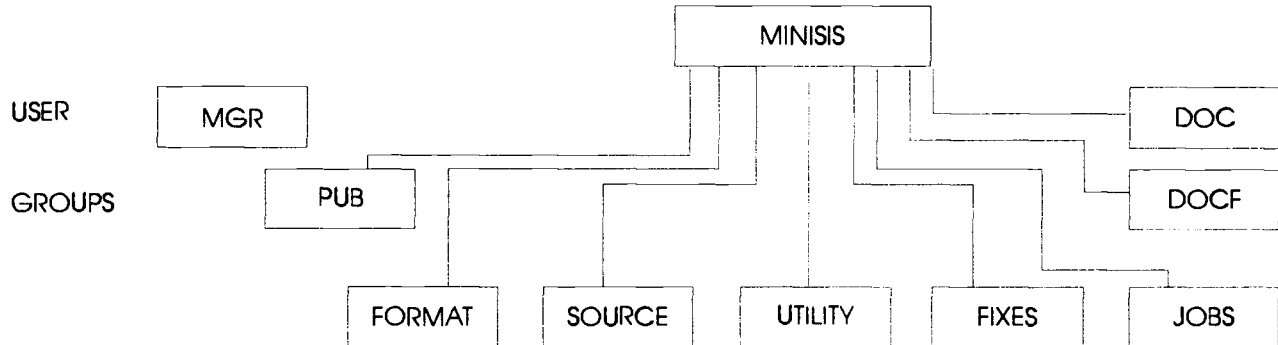 MINISIS
USER
MGR
DOC
GROUPS
PUB
DOCF
FORMAT
SOURCE
UTILITY
FIXES
JOBS